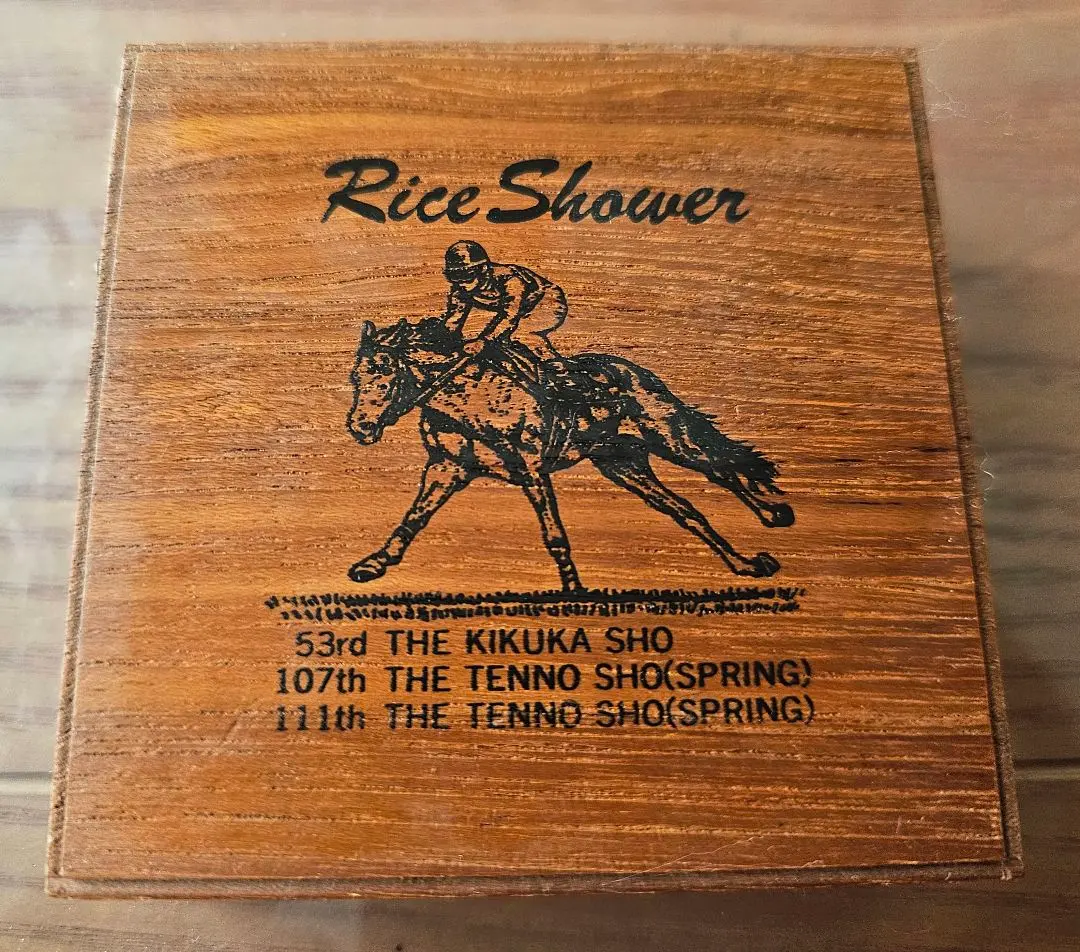 Rice Shower
53rd THE KIKUKA SHO
107th THE TENNO SHO(SPRING)
111th THE TENNO SHO(SPRING)